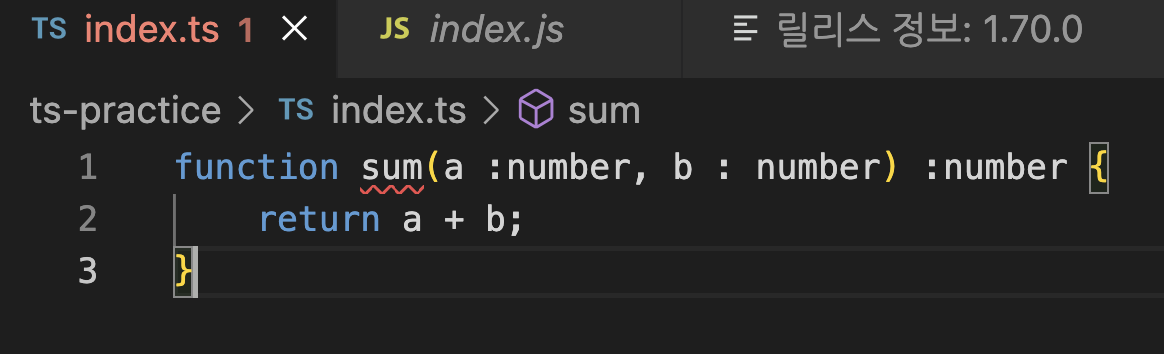 TS index.ts 1 JS index.js 릴리스 정보: 1.70.0
ts-practice > TS index.ts > sum
1 function sum(a :number, b : number) :number {
2 return a + b;
3 }